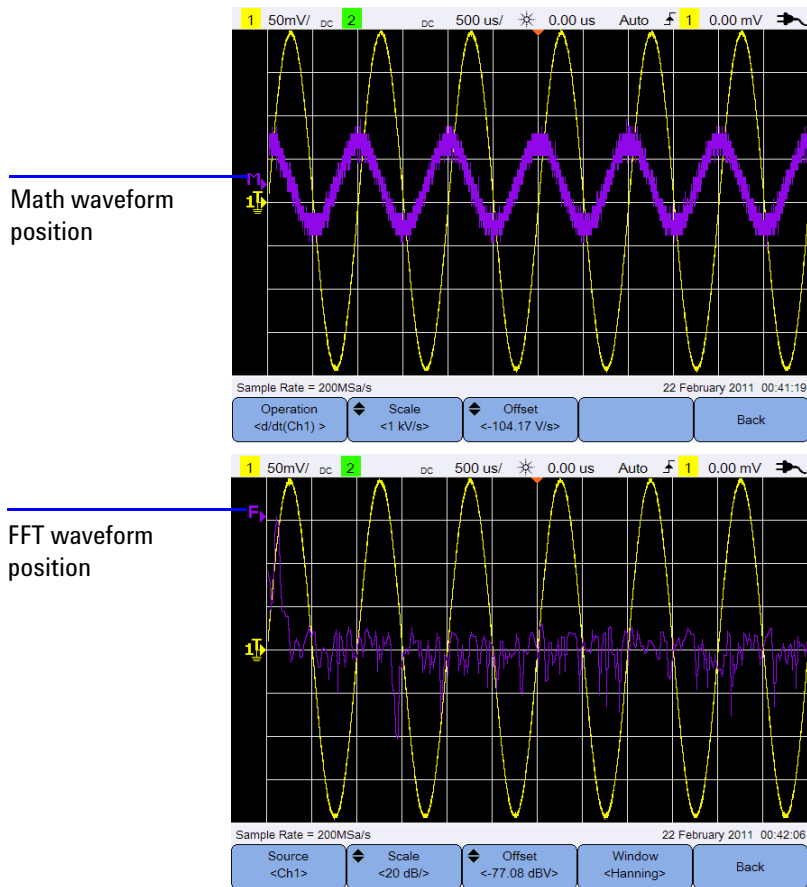 1 50mV/ DC 2 DC 500 us/ 0.00 us Auto 1 0.00 mV
M
1
Math waveform
position
Sample Rate = 200MSa/s 22 February 2011 00:41:19
Operation
<d/dt(Ch1) >
Scale
<1 kV/s>
Offset
<-104.17 V/s>
Back
1 50mV/ DC 2 DC 500 us/ 0.00 us Auto 1 0.00 mV
F
FFT waveform
position
1
Sample Rate = 200MSa/s 22 February 2011 00:42:06
Source
<Ch1>
Scale
<20 dB/>
Offset
<-77.08 dBV>
Window
<Hanning>
Back